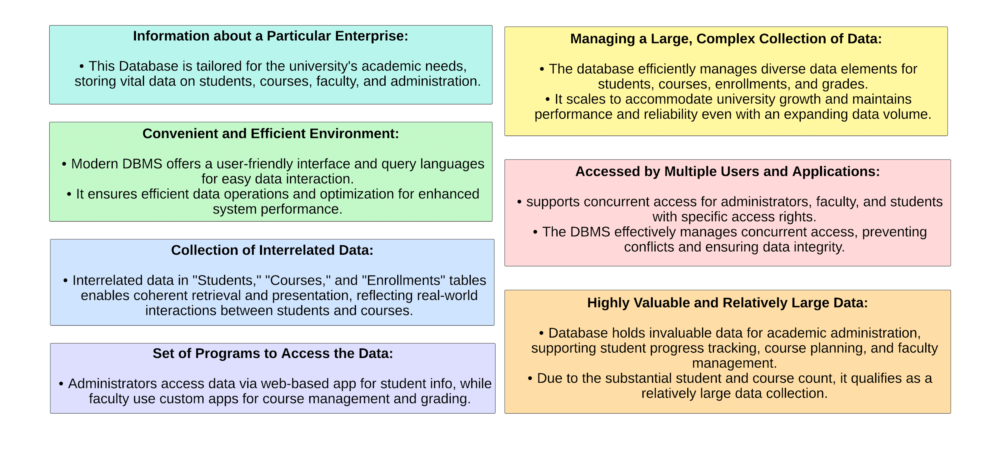 Information about a Particular Enterprise:
• This Database is tailored for the university's academic needs,
storing vital data on students, courses, faculty, and administration.
Convenient and Efficient Environment:
• Modern DBMS offers a user-friendly interface and query languages
for easy data interaction.
• It ensures efficient data operations and optimization for enhanced
system performance.
Collection of Interrelated Data:
• Interrelated data in "Students," "Courses," and "Enrollments" tables
enables coherent retrieval and presentation, reflecting real-world
interactions between students and courses.
Set of Programs to Access the Data:
• Administrators access data via web-based app for student info, while
faculty use custom apps for course management and grading.
Managing a Large, Complex Collection of Data:
• The database efficiently manages diverse data elements for
students, courses, enrollments, and grades.
• It scales to accommodate university growth and maintains
performance and reliability even with an expanding data volume.
Accessed by Multiple Users and Applications:
• supports concurrent access for administrators, faculty, and students
with specific access rights.
• The DBMS effectively manages concurrent access, preventing
conflicts and ensuring data integrity.
Highly Valuable and Relatively Large Data:
• Database holds invaluable data for academic administration,
supporting student progress tracking, course planning, and faculty
management.
• Due to the substantial student and course count, it qualifies as a
relatively large data collection.